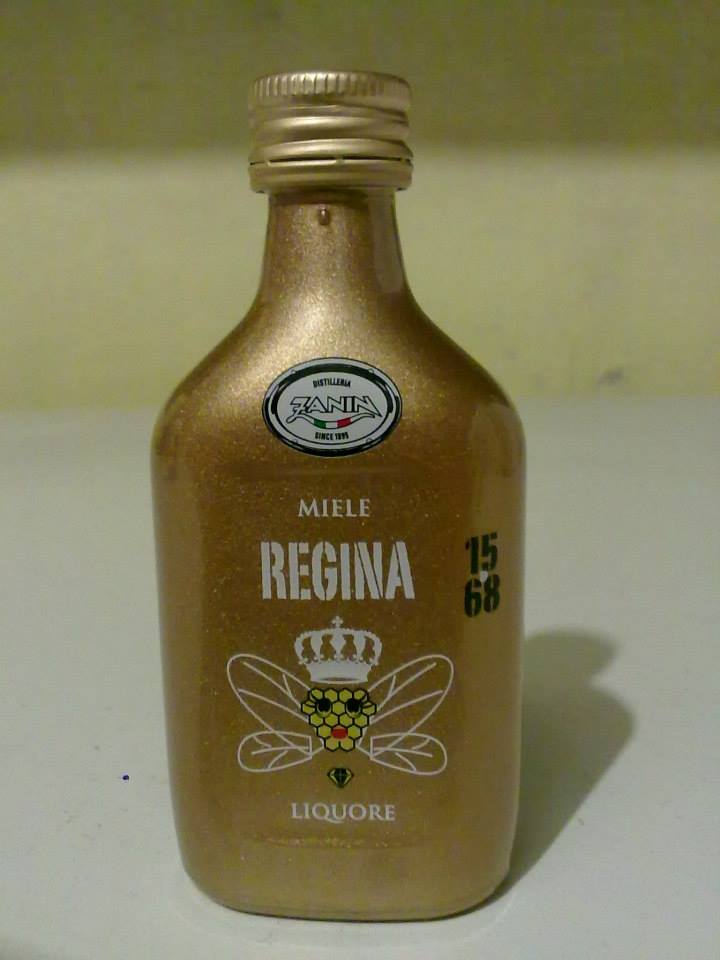 DISTILLERIA
ZANIN
SINCE 1895
MIELE
REGINA
15
68
LIQUORE